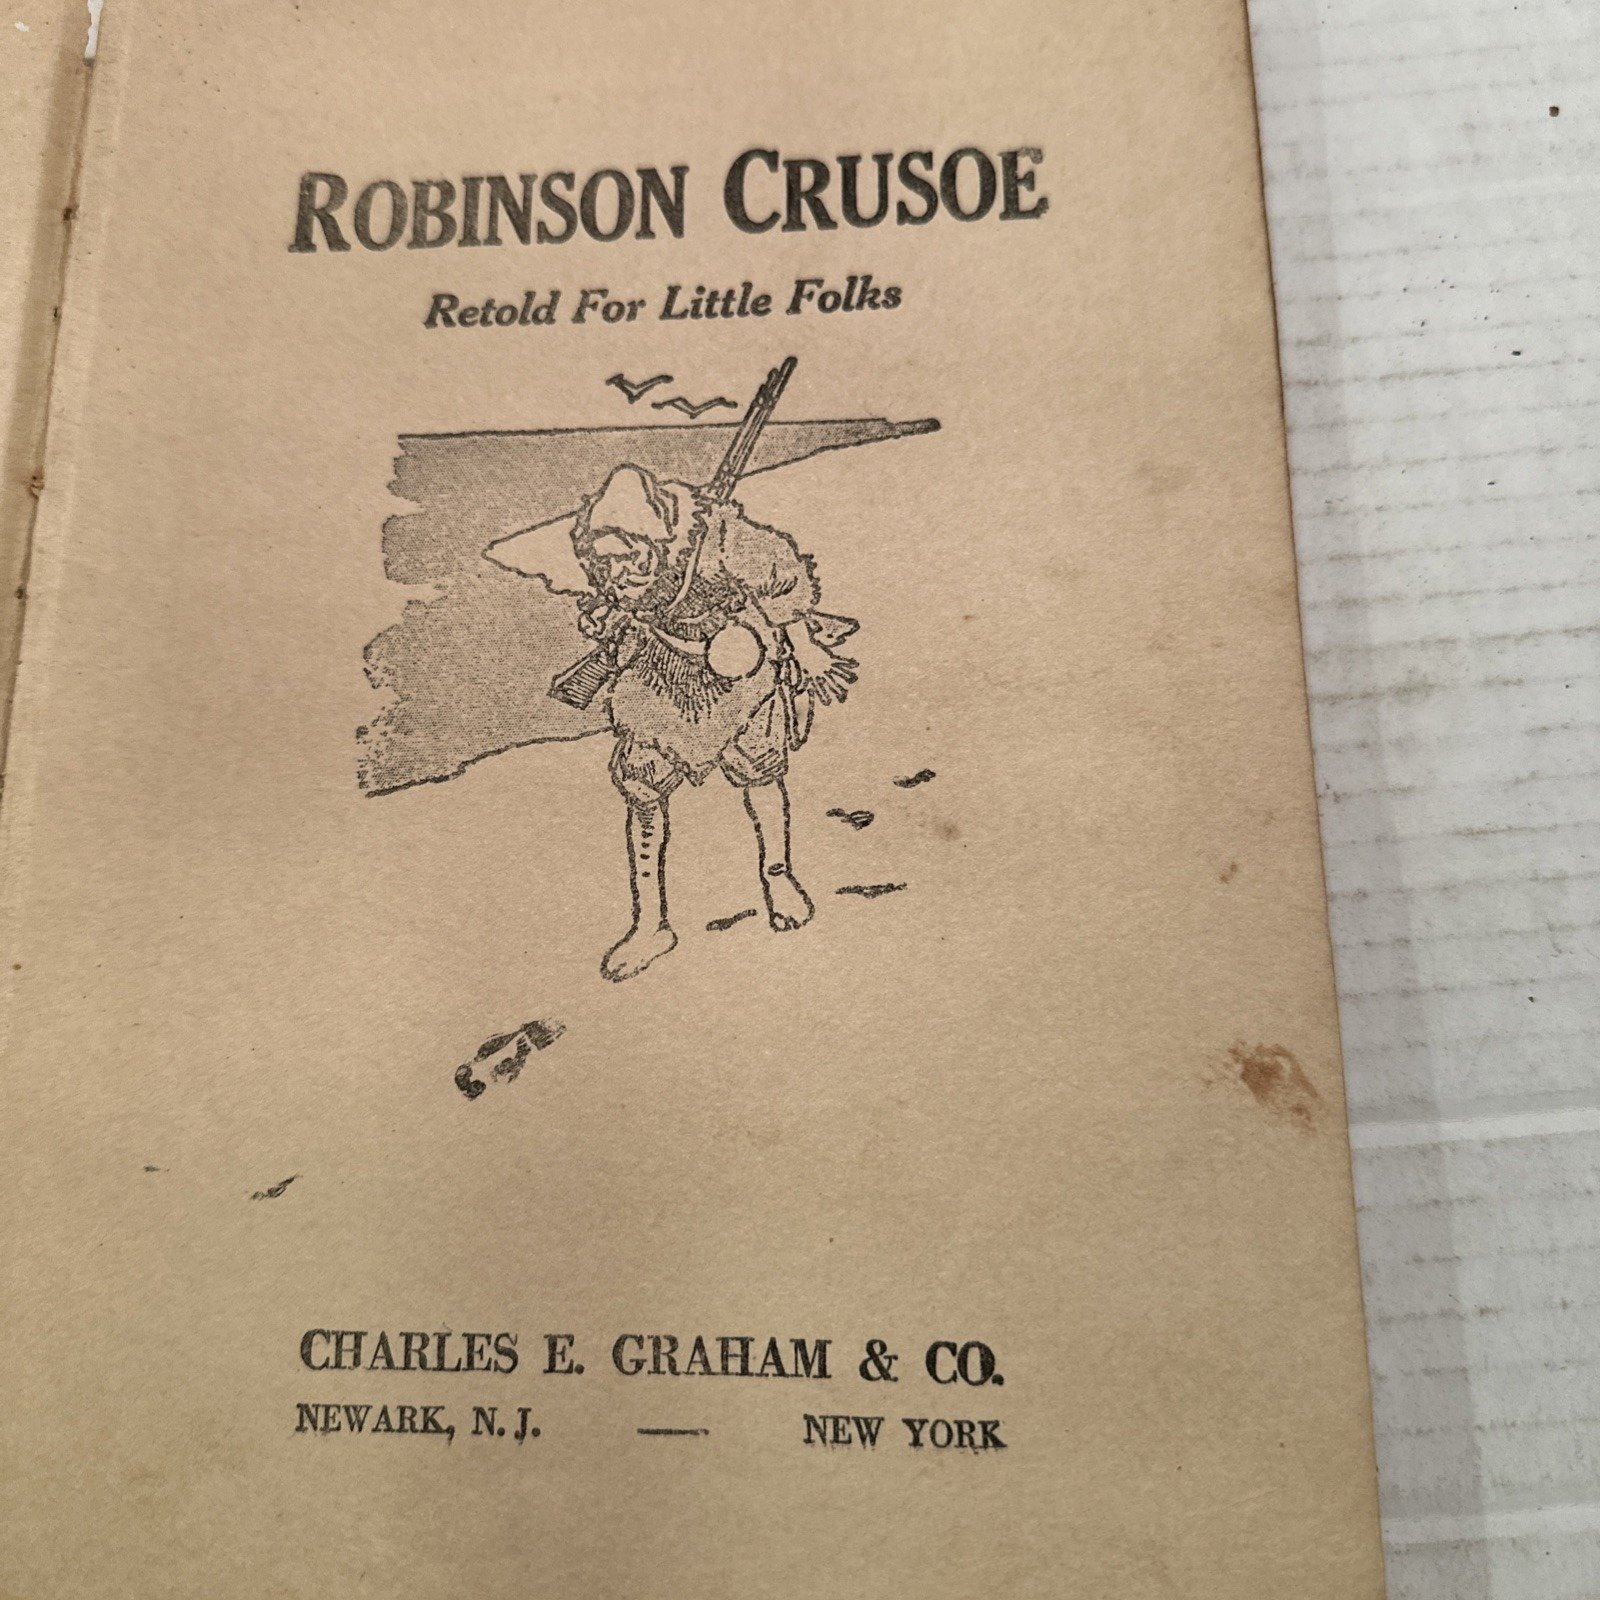 ROBINSON CRUSOE
Retold For Little Folks
CHARLES E. GRAHAM & CO.
NEWARK, N. J. — NEW YORK